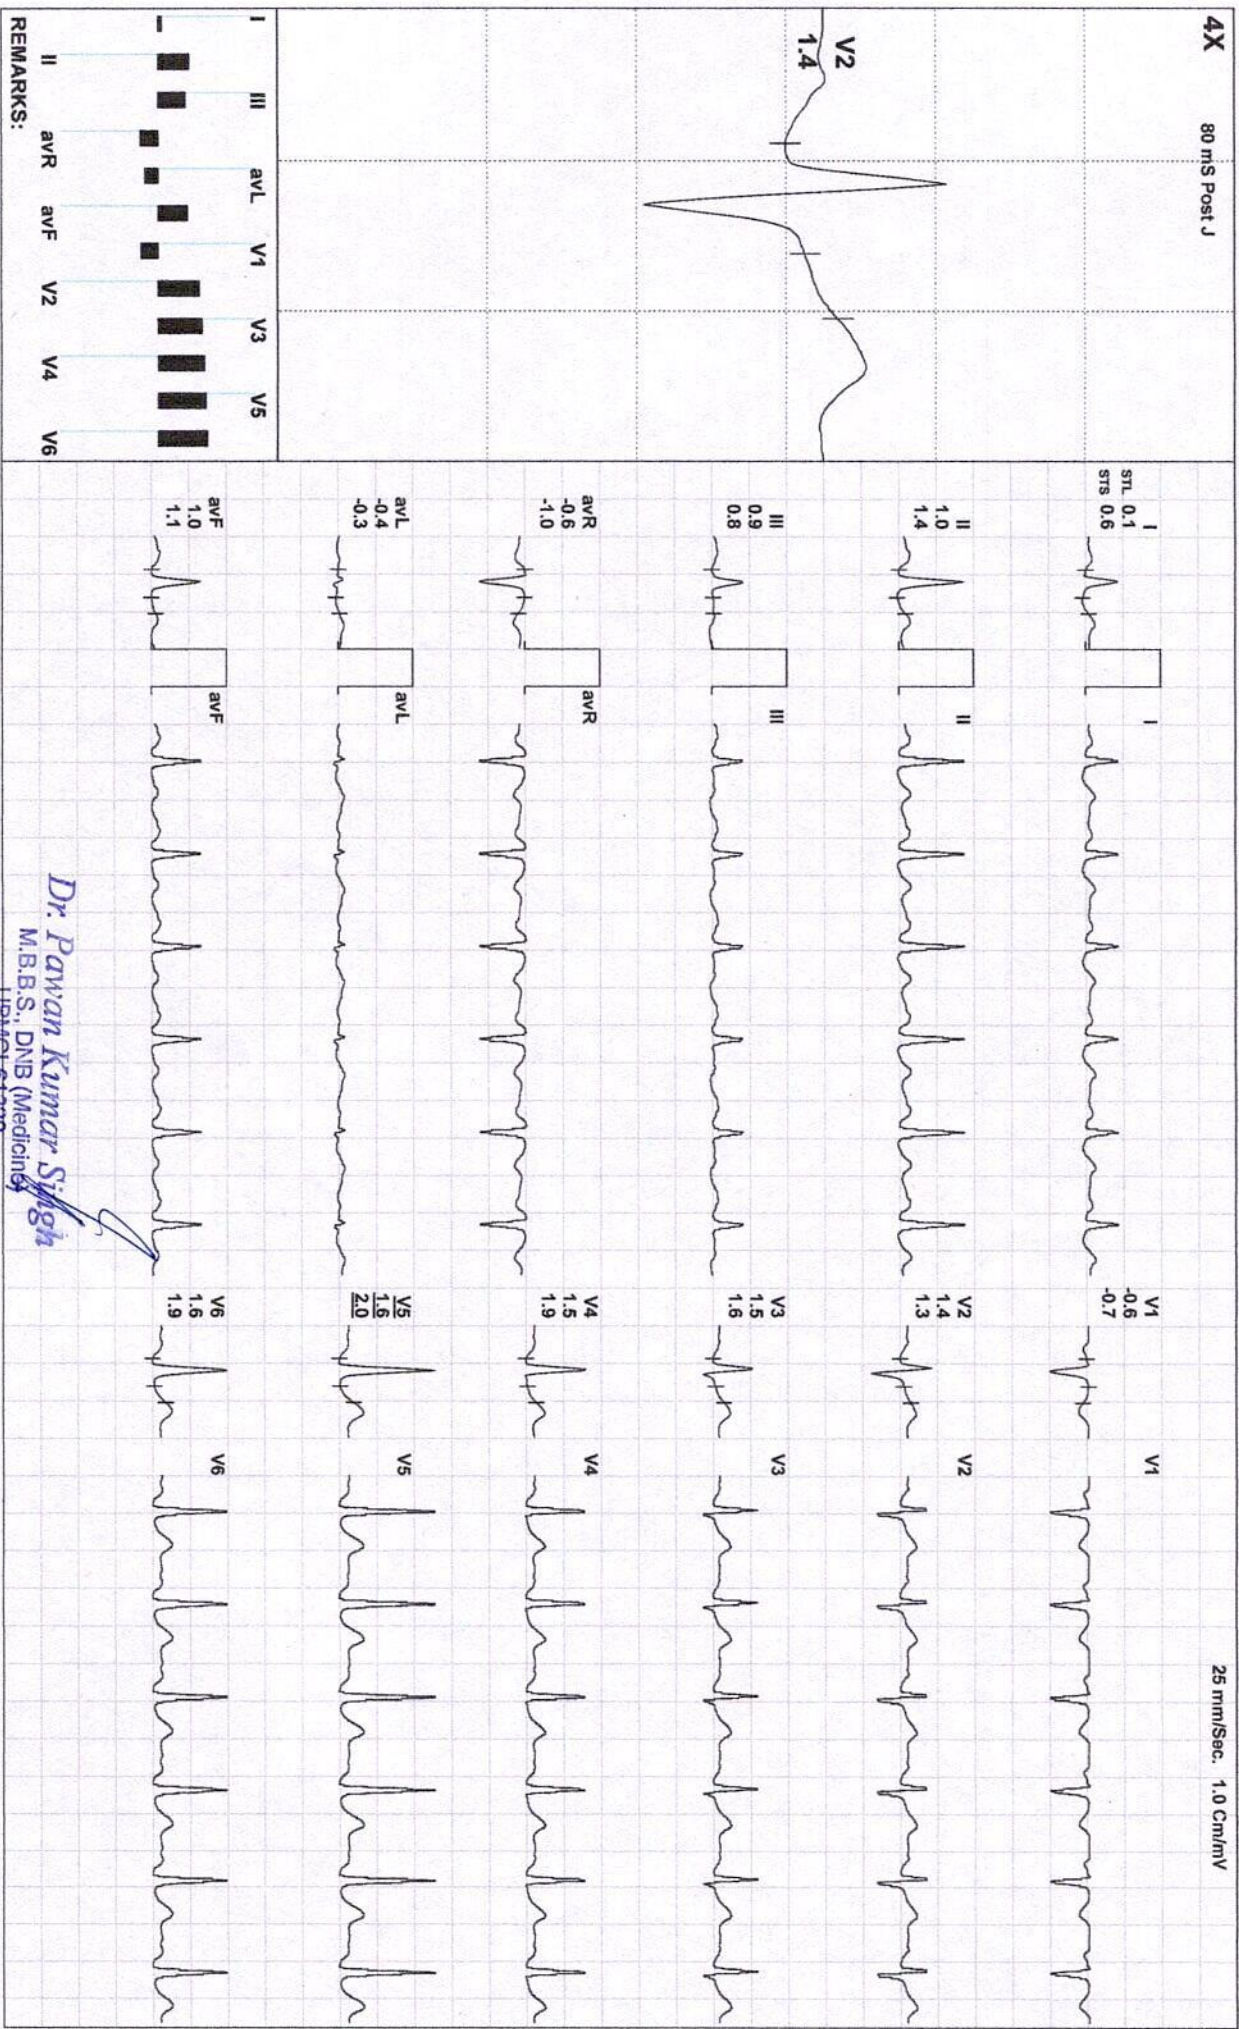 4X
80 mS Post J
25 mm/Sec. 1.0 Cm/mV
V2
1.4
I
STL 0.1
STS 0.6
I
V1
-0.6
-0.7
V1
II
1.0
1.4
II
V2
1.4
1.3
V2
III
0.9
0.8
III
V3
1.5
1.6
V3
avR
-0.6
-1.0
avR
V4
1.5
1.9
V4
avL
-0.4
-0.3
avL
V5
1.6
2.0
V5
avF
1.0
1.1
avF
V6
1.6
1.9
V6
I III avL V1 V3 V5
II avR avF V2 V4 V6
REMARKS:
Dr. Pawan Kumar Singh
M.B.B.S., DNB (Medicine)